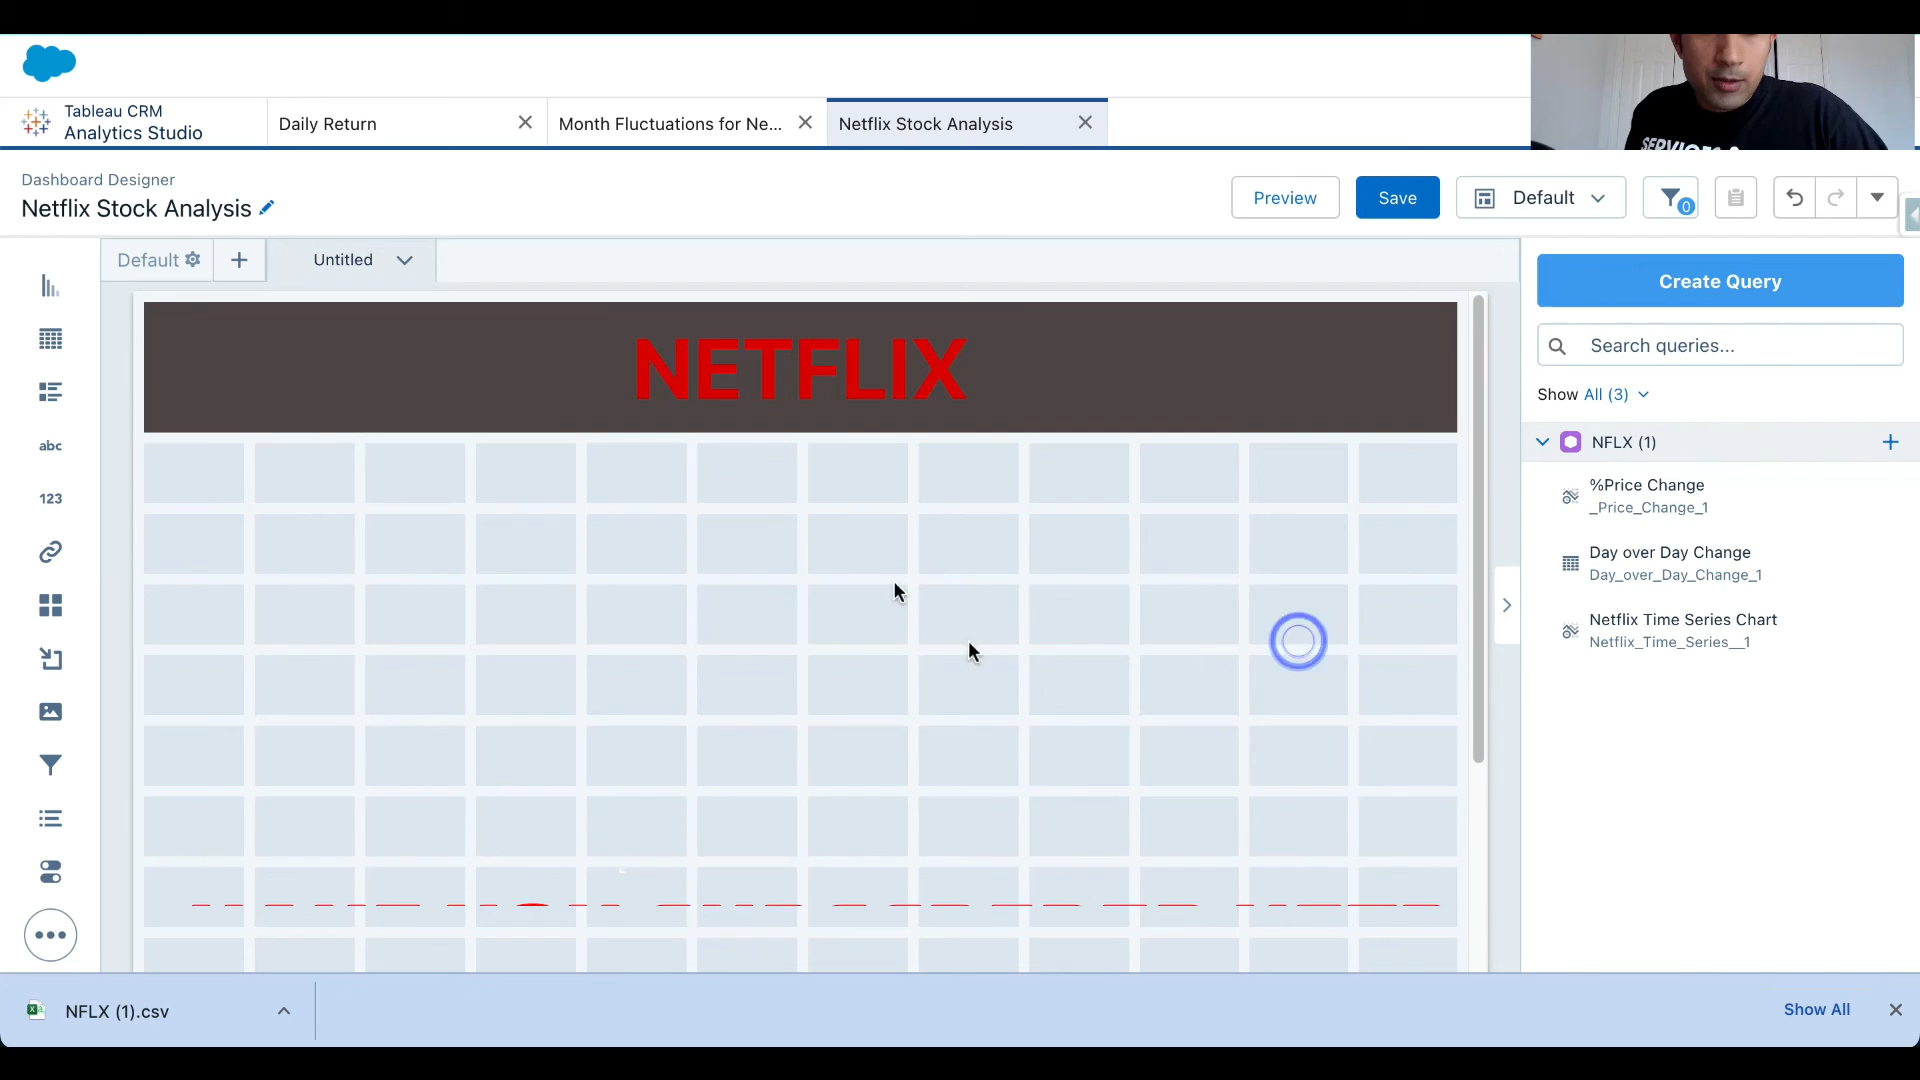 Tableau CRM
Analytics Studio
Daily Return
Month Fluctuations for Ne...
Netflix Stock Analysis
SERVICES
Dashboard Designer
Netflix Stock Analysis
Preview
Save
Default
0
Default
Untitled
NETFLIX
abc
123
Create Query
Search queries...
Show All (3)
NFLX (1)
%Price Change
_Price_Change_1
Day over Day Change
Day_over_Day_Change_1
Netflix Time Series Chart
Netflix_Time_Series__1
NFLX (1).csv
Show All